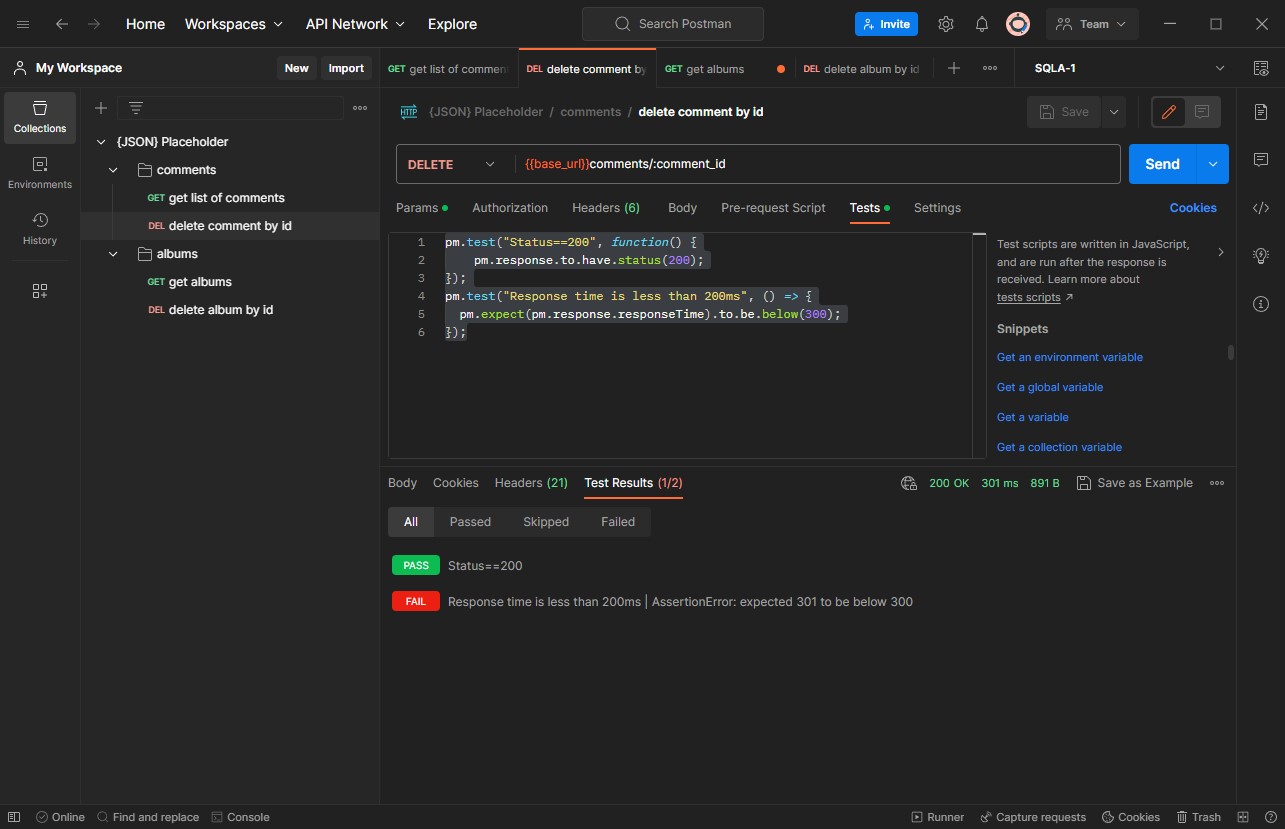 Home
Workspaces
API Network
Explore
Search Postman
Invite
Team
My Workspace
New
Import
GET get list of commen
DEL delete comment by
GET get albums
DEL delete album by id
SQLA-1
Collections
Environments
History
{JSON} Placeholder
comments
GET get list of comments
DEL delete comment by id
albums
GET get albums
DEL delete album by id
HTTP {JSON} Placeholder / comments / delete comment by id
Save
DELETE
{{base_url}}comments/:comment_id
Send
Params
Authorization
Headers (6)
Body
Pre-request Script
Tests
Settings
Cookies
1 pm.test("Status==200", function() {
2 pm.response.to.have.status(200);
3 });
4 pm.test("Response time is less than 200ms", () => {
5 pm.expect(pm.response.responseTime).to.be.below(300);
6 });
Test scripts are written in JavaScript,
and are run after the response is
received. Learn more about
tests scripts ↗
Snippets
Get an environment variable
Get a global variable
Get a variable
Get a collection variable
Body
Cookies
Headers (21)
Test Results (1/2)
200 OK
301 ms
891 B
Save as Example
All
Passed
Skipped
Failed
PASS Status==200
FAIL Response time is less than 200ms | AssertionError: expected 301 to be below 300
Online
Find and replace
Console
Runner
Capture requests
Cookies
Trash